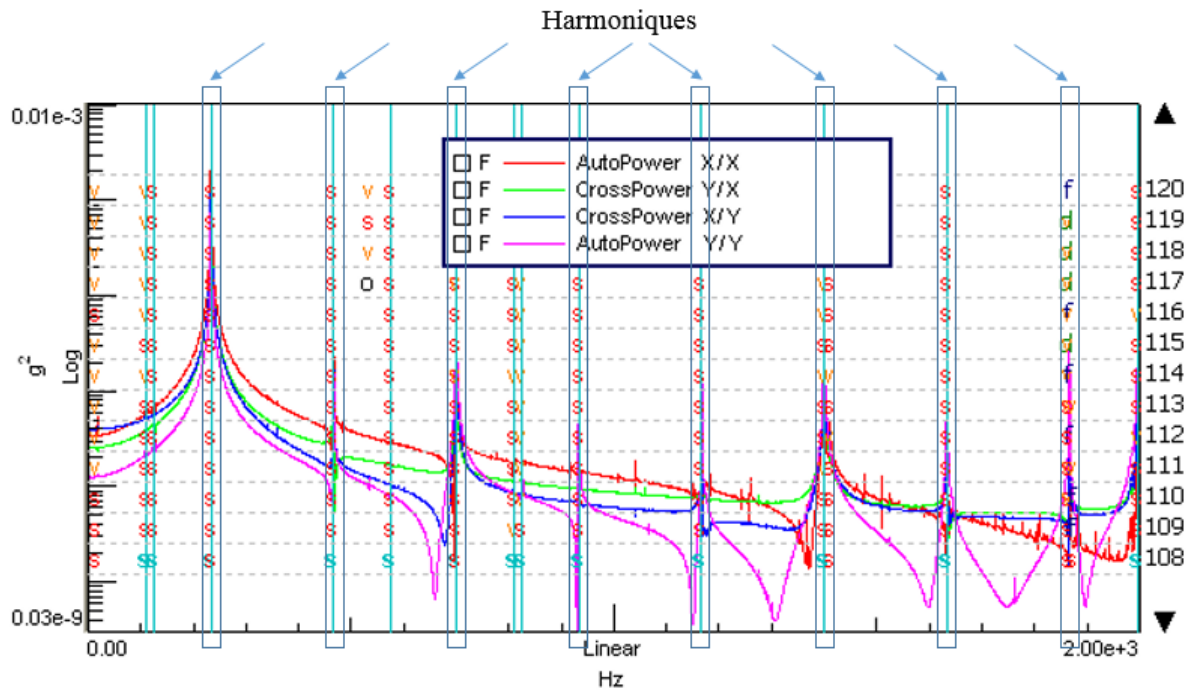 Harmoniques
0.01e-3
F AutoPower X/X
F CrossPower Y/X
F CrossPower X/Y
F AutoPower Y/Y
v v s s s v s f s 120
v v s s s s s d s 119
v v s s v s s d v s 118
v v s s s o s s s v s s v s s d v s 117
s s s s s s v s v s v s s f v v 116
v s s s s s s s s s s s d v s 115
v v s s s s v v s s v v s f s 114
v s s s s s s s s s s s s v s 113
s s s s s s s s s s s s f s 112
v s s s s s s s s s s s s v s 111
s s s s s s s s s s s s s f s 110
s s s s s s v s s s s s s f s 109
s s s s s s s s s s s s s s s 108
g² Log
0.03e-9
0.00 Linear 2.00e+3
Hz